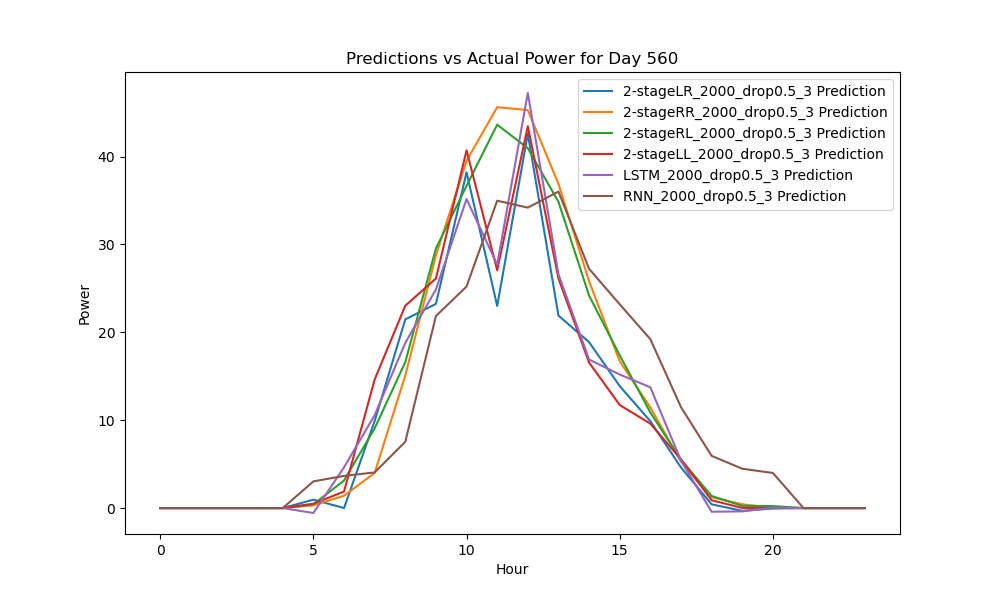 Predictions vs Actual Power for Day 560
2-stageLR_2000_drop0.5_3 Prediction
2-stageRR_2000_drop0.5_3 Prediction
2-stageRL_2000_drop0.5_3 Prediction
2-stageLL_2000_drop0.5_3 Prediction
LSTM_2000_drop0.5_3 Prediction
RNN_2000_drop0.5_3 Prediction
Power
40
30
20
10
0
0 5 10 15 20
Hour